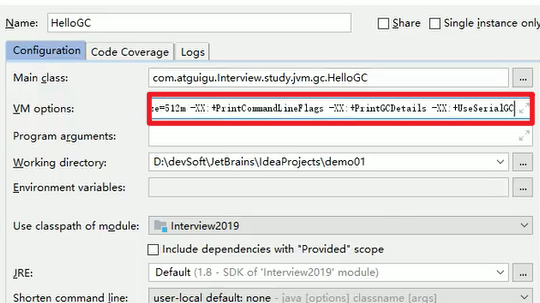 Name: HelloGC Share Single instance only
Configuration Code Coverage Logs
Main class: com.atguigu.Interview.study.jvm.gc.HelloGC ...
VM options: =512m -XX:+PrintCommandLineFlags -XX:+PrintGCDetails -XX:+UseSerialGC
Program arguments:
Working directory: D:\devSoft\JetBrains\IdeaProjects\demo01 ...
Environment variables: ...
Use classpath of module: Interview2019
Include dependencies with "Provided" scope
JRE: Default (1.8 - SDK of 'Interview2019' module) ...
Shorten command line: user-local default: none - java [options] classname [args]